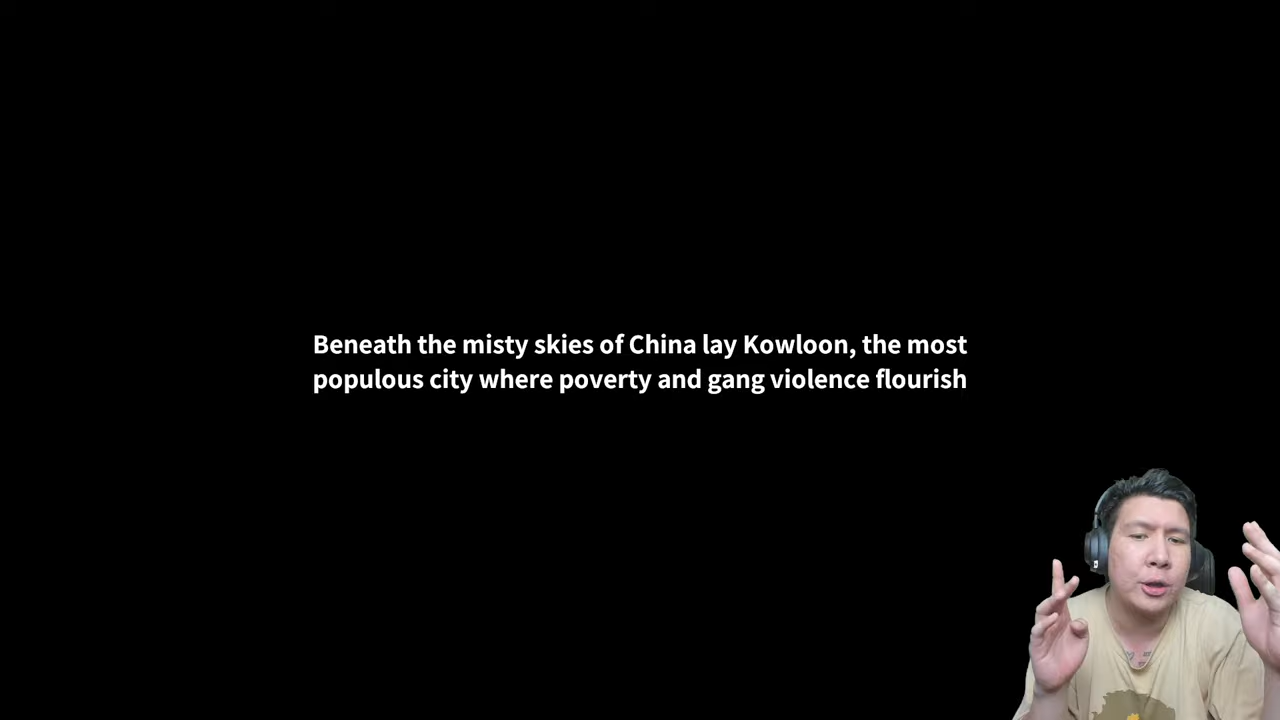 Beneath the misty skies of China lay Kowloon, the most
populous city where poverty and gang violence flourish